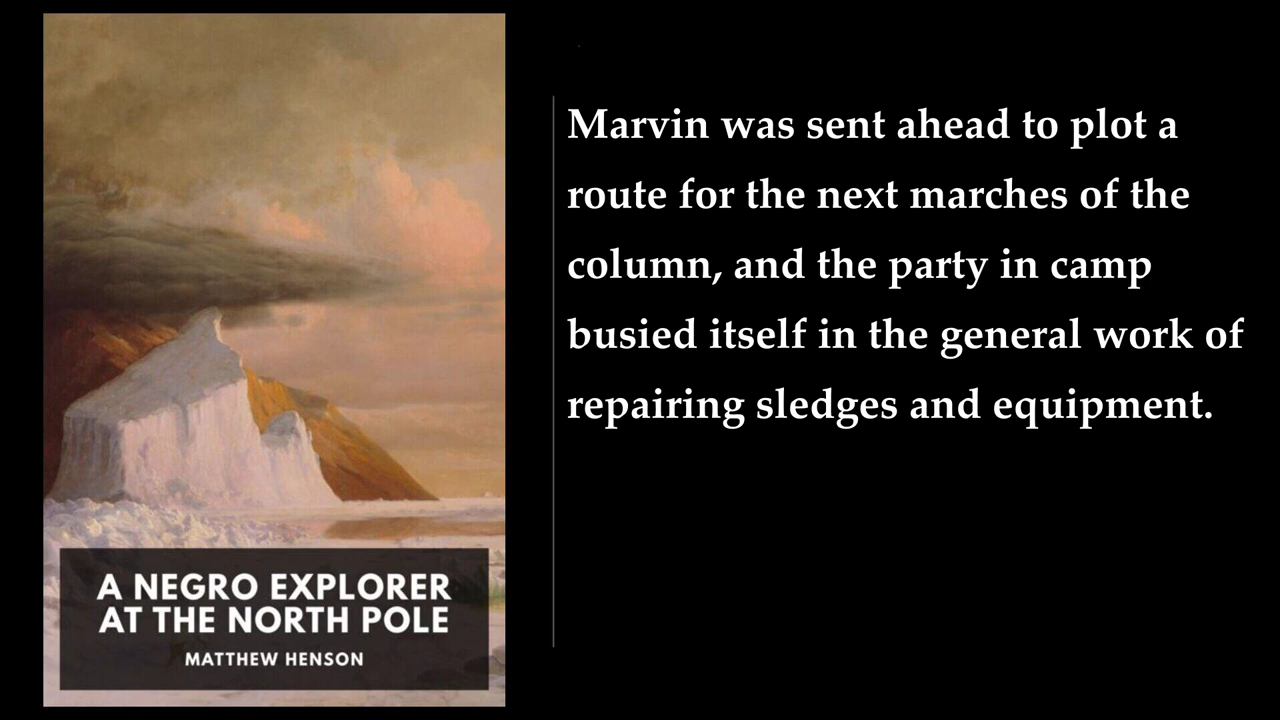 Marvin was sent ahead to plot a
route for the next marches of the
column, and the party in camp
busied itself in the general work of
repairing sledges and equipment.
A NEGRO EXPLORER
AT THE NORTH POLE
MATTHEW HENSON